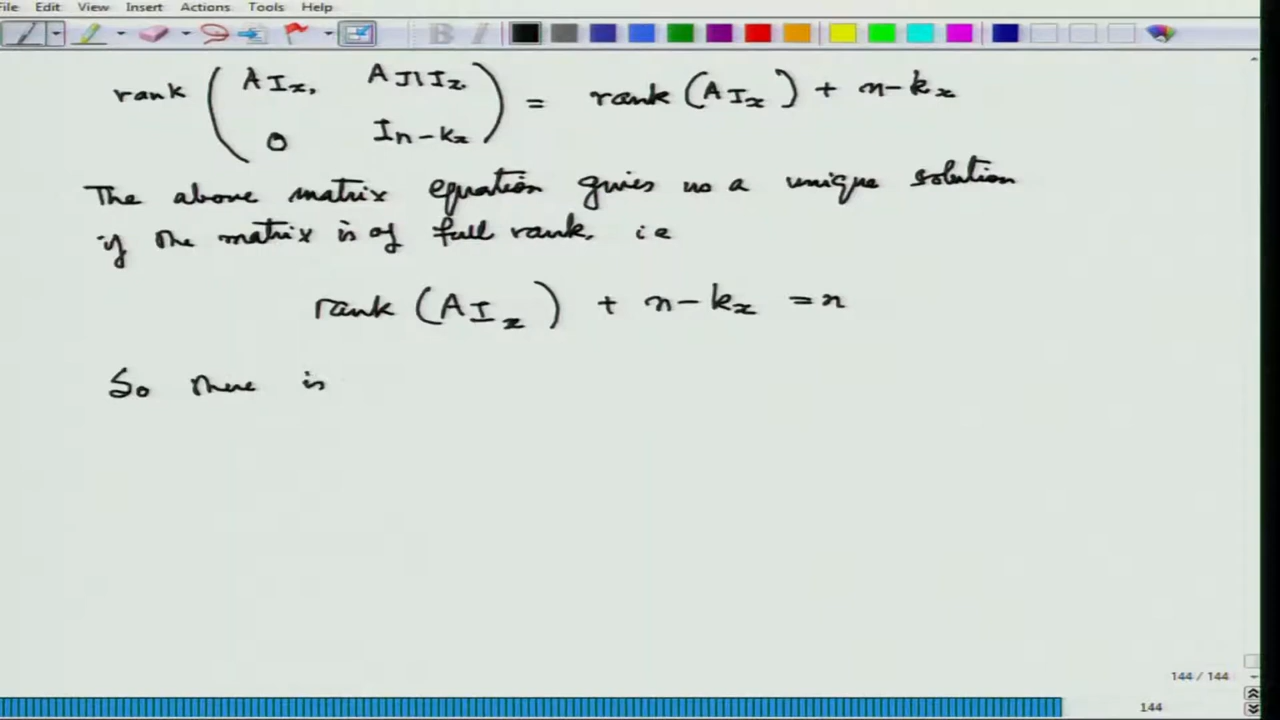 File Edit View Insert Actions Tools Help
rank ( A I_x, A J\I_x
0 I n-k_x ) = rank (A I_x) + n-k_x
The above matrix equation gives us a unique solution
if the matrix is of full rank, i e
rank (A I_x) + n-k_x = n
So there is
144 / 144
144